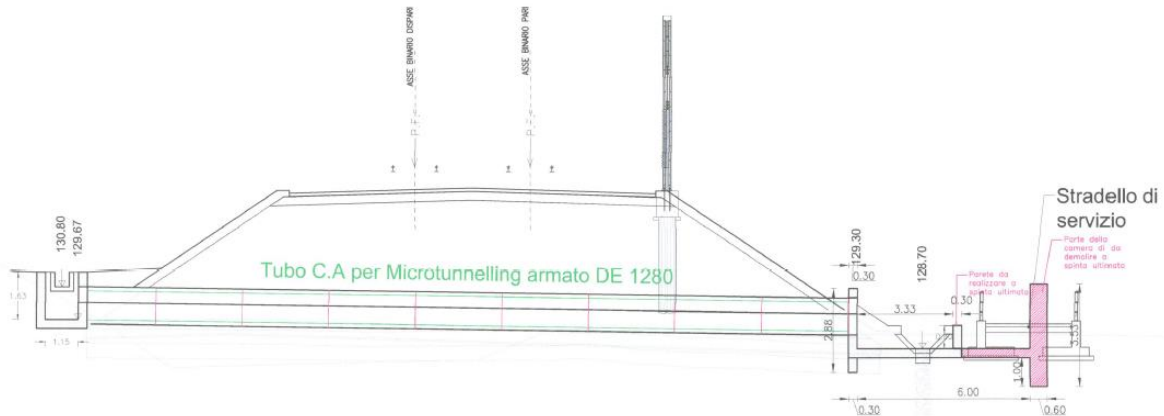 ASSE BINARIO DISPARI
ASSE BINARIO PARI
P.F.
P.F.
130.80
129.67
Tubo C.A per Microtunnelling armato DE 1280
129.30
0.30
128.70
Stradello di
servizio
Parte della
camera di da
demolire a
spinta ultimata
Parete da
realizzare a
spinta ultimata
0.30
3.33
1.63
1.15
2.88
3.53
1.00
6.00
0.30
0.60